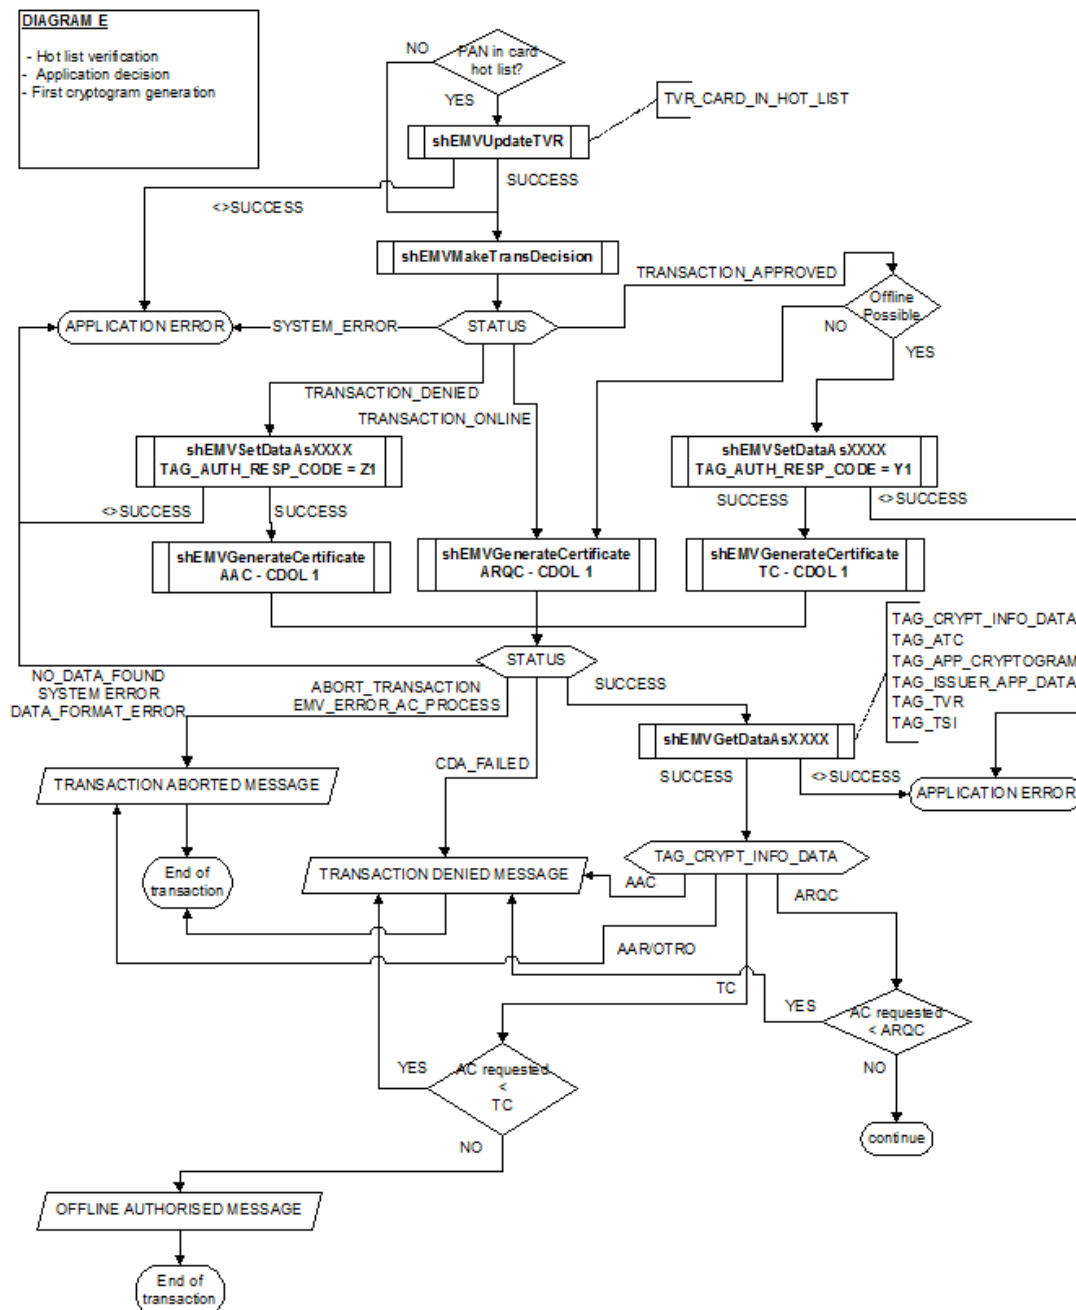 DIAGRAM E
- Hot list verification
- Application decision
- First cryptogram generation
NO
PAN in card
hot list?
YES
TVR_CARD_IN_HOT_LIST
shEMVUpdateTVR
SUCCESS
<>SUCCESS
shEMVMakeTransDecision
TRANSACTION_APPROVED
Offline
Possible
APPLICATION ERROR
SYSTEM_ERROR
STATUS
NO
YES
TRANSACTION_DENIED
TRANSACTION_ONLINE
shEMVSetDataAsXXXX
TAG_AUTH_RESP_CODE = Z1
shEMVSetDataAsXXXX
TAG_AUTH_RESP_CODE = Y1
<>SUCCESS
SUCCESS
SUCCESS
<>SUCCESS
shEMVGenerateCertificate
AAC - CDOL 1
shEMVGenerateCertificate
ARQC - CDOL 1
shEMVGenerateCertificate
TC - CDOL 1
TAG_CRYPT_INFO_DATA
TAG_ATC
TAG_APP_CRYPTOGRAM
TAG_ISSUER_APP_DATA
TAG_TVR
TAG_TSI
STATUS
NO_DATA_FOUND
SYSTEM ERROR
DATA_FORMAT_ERROR
ABORT_TRANSACTION
EMV_ERROR_AC_PROCESS
SUCCESS
shEMVGetDataAsXXXX
CDA_FAILED
SUCCESS
<>SUCCESS
TRANSACTION ABORTED MESSAGE
APPLICATION ERROR
TAG_CRYPT_INFO_DATA
End of
transaction
TRANSACTION DENIED MESSAGE
AAC
ARQC
AAR/OTRO
TC
YES
AC requested
< ARQC
NO
YES
AC requested
<
TC
continue
NO
OFFLINE AUTHORISED MESSAGE
End of
transaction